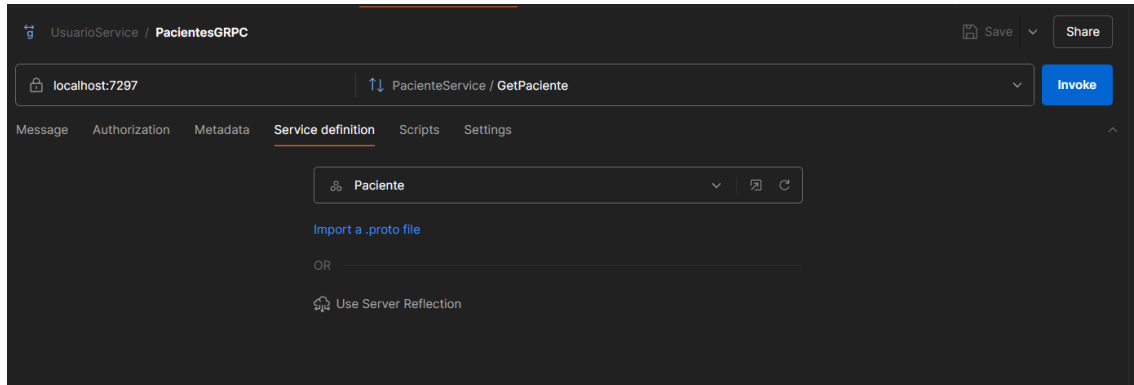 UsuarioService / PacientesGRPC
Save
Share
localhost:7297
PacienteService / GetPaciente
Invoke
Message Authorization Metadata Service definition Scripts Settings
Paciente
Import a .proto file
OR
Use Server Reflection